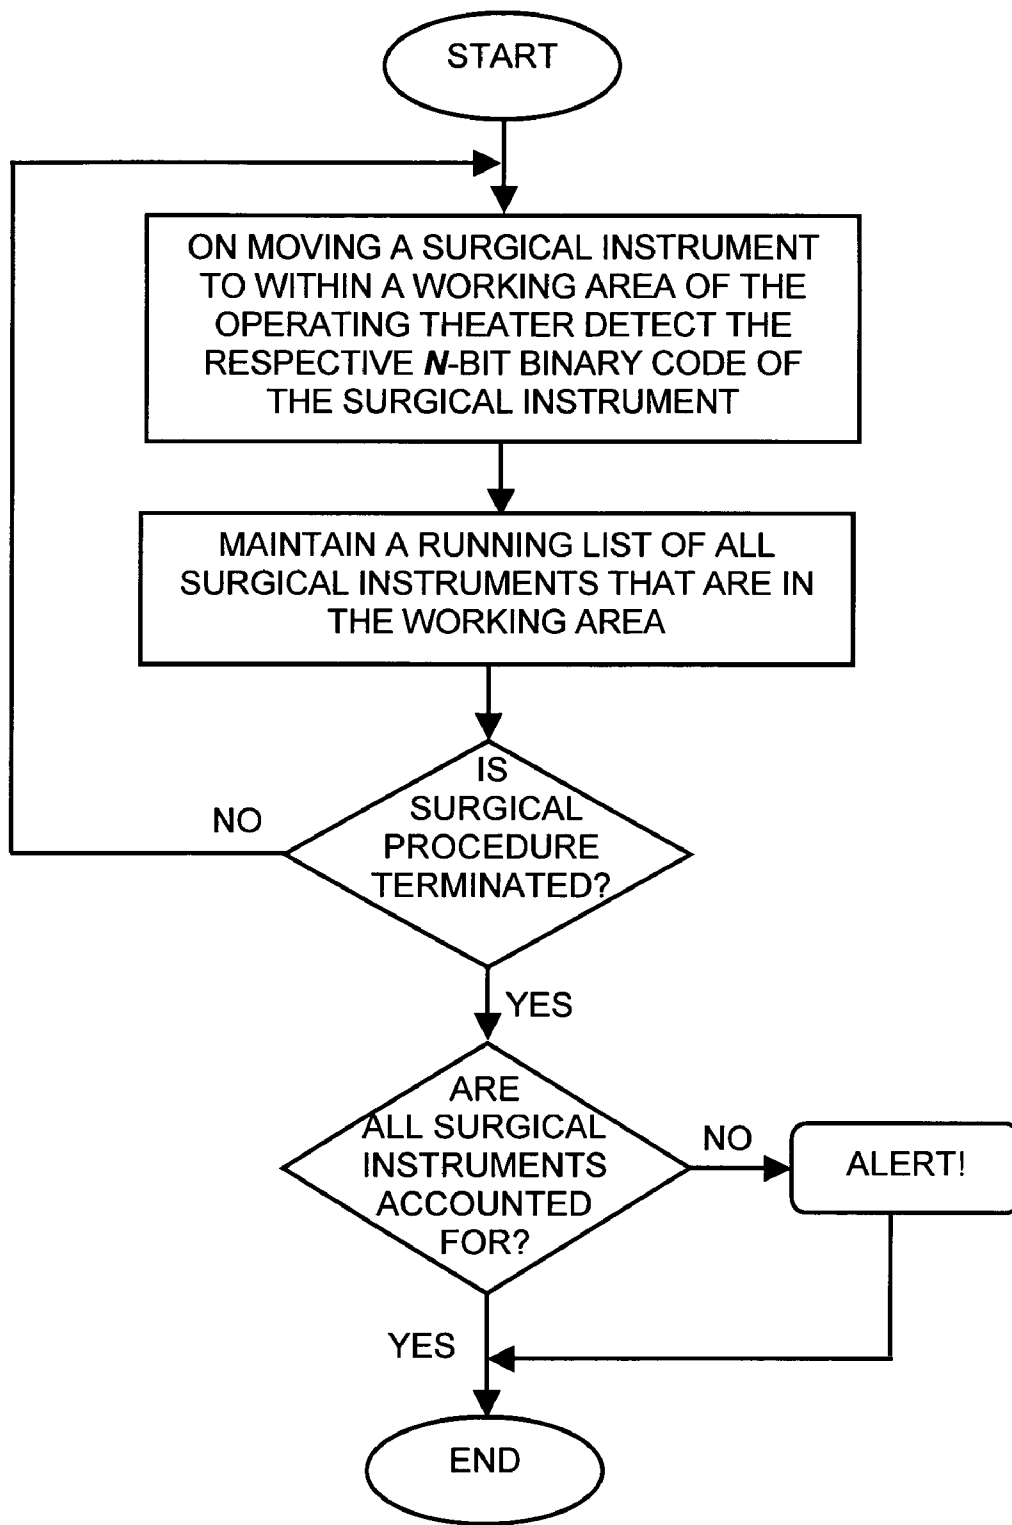 START
ON MOVING A SURGICAL INSTRUMENT
TO WITHIN A WORKING AREA OF THE
OPERATING THEATER DETECT THE
RESPECTIVE N-BIT BINARY CODE OF
THE SURGICAL INSTRUMENT
MAINTAIN A RUNNING LIST OF ALL
SURGICAL INSTRUMENTS THAT ARE IN
THE WORKING AREA
IS
SURGICAL
PROCEDURE
TERMINATED?
NO
YES
ARE
ALL SURGICAL
INSTRUMENTS
ACCOUNTED
FOR?
NO
ALERT!
YES
END